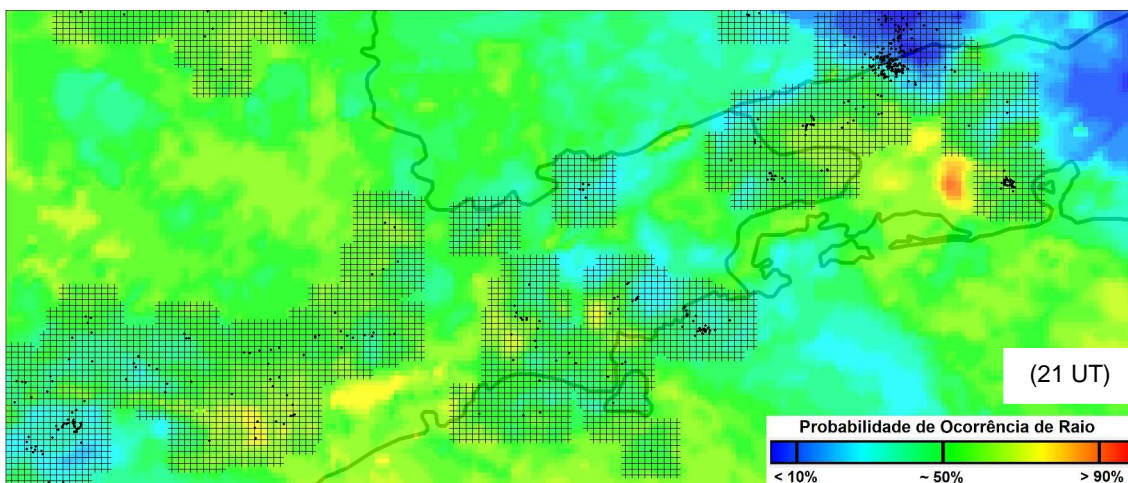 (21 UT)
Probabilidade de Ocorrência de Raio
< 10% ~ 50% > 90%